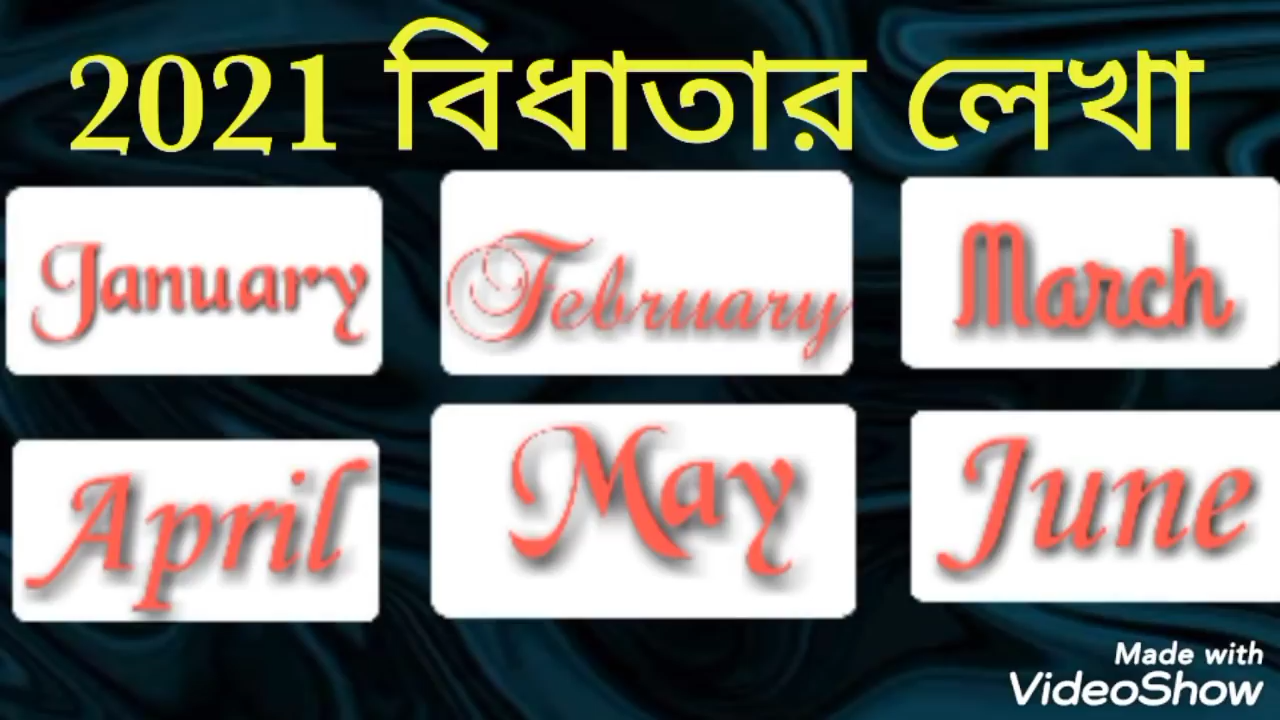 2021 বিধাতার লেখা
January February March
April May June
Made with
VideoShow